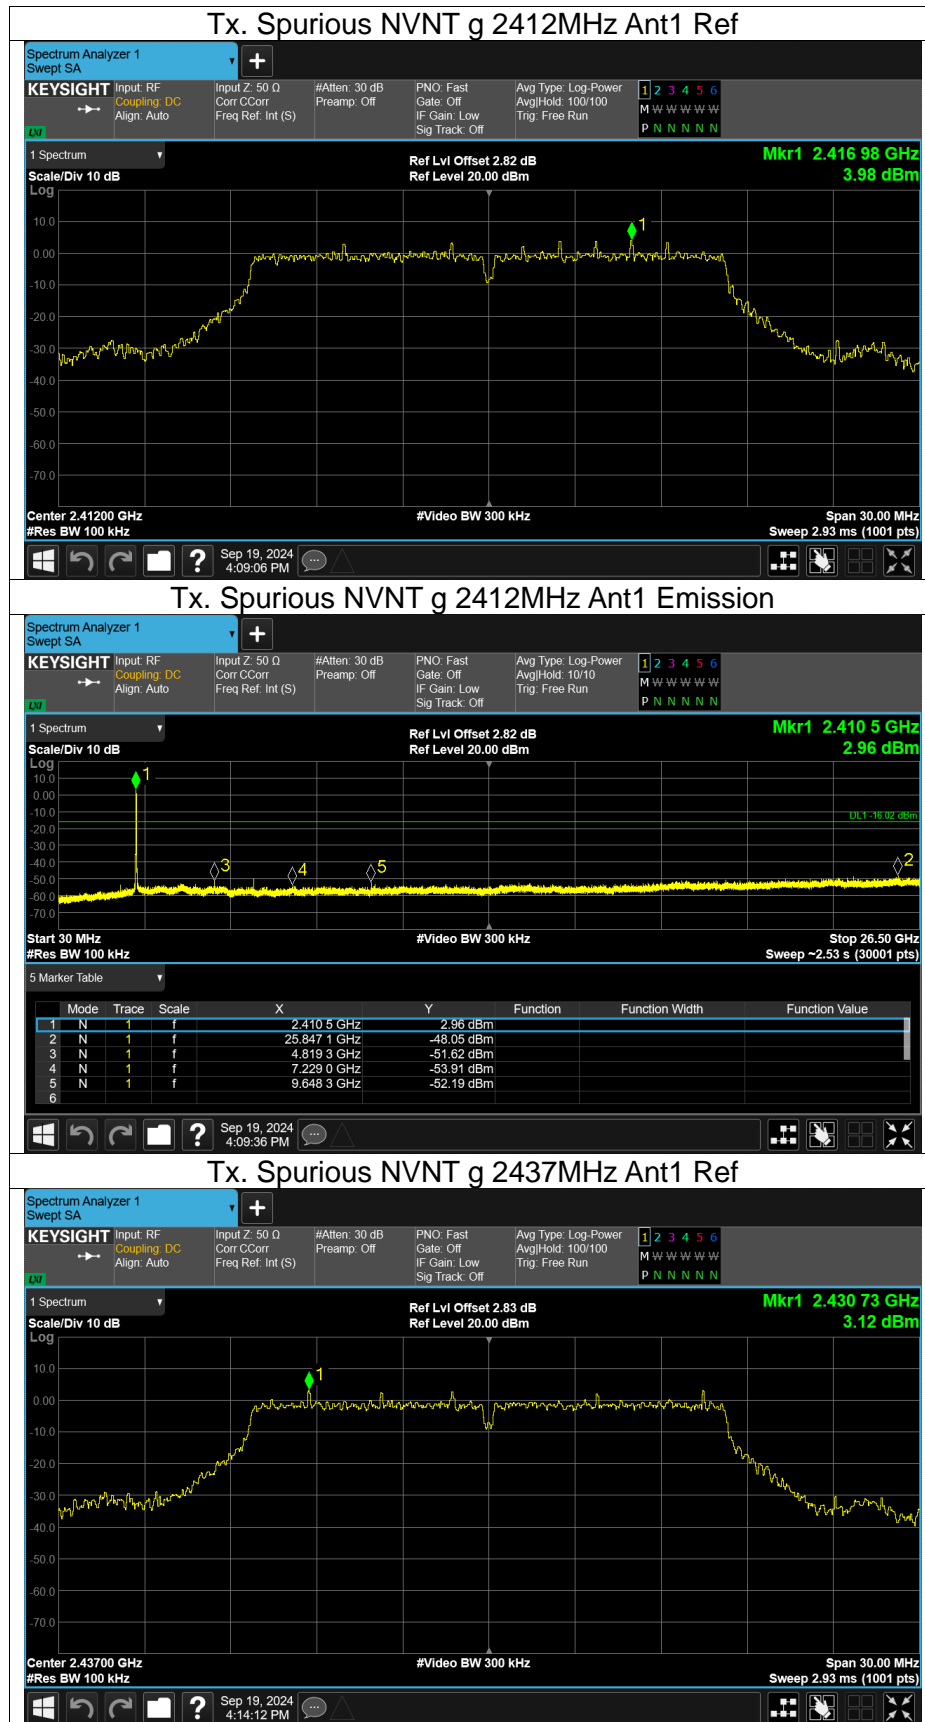 Tx. Spurious NVNT g 2412MHz Ant1 Ref
Spectrum Analyzer 1
Swept SA
+
KEYSIGHT Input: RF Input Z: 50 Ω #Atten: 30 dB PNO: Fast Avg Type: Log-Power 1 2 3 4 5 6
Coupling: DC Corr CCorr Preamp: Off Gate: Off Avg|Hold: 100/100 M W W W W W
Align: Auto Freq Ref: Int (S) IF Gain: Low Trig: Free Run
LXI Sig Track: Off P N N N N N
1 Spectrum Ref Lvl Offset 2.82 dB Mkr1 2.416 98 GHz
Scale/Div 10 dB Ref Level 20.00 dBm 3.98 dBm
Log
10.0
1
0.00
-10.0
-20.0
-30.0
-40.0
-50.0
-60.0
-70.0
Center 2.41200 GHz #Video BW 300 kHz Span 30.00 MHz
#Res BW 100 kHz Sweep 2.93 ms (1001 pts)
? Sep 19, 2024
4:09:06 PM
Tx. Spurious NVNT g 2412MHz Ant1 Emission
Spectrum Analyzer 1
Swept SA
+
KEYSIGHT Input: RF Input Z: 50 Ω #Atten: 30 dB PNO: Fast Avg Type: Log-Power 1 2 3 4 5 6
Coupling: DC Corr CCorr Preamp: Off Gate: Off Avg|Hold: 10/10 M W W W W W
Align: Auto Freq Ref: Int (S) IF Gain: Low Trig: Free Run
LXI Sig Track: Off P N N N N N
1 Spectrum Ref Lvl Offset 2.82 dB Mkr1 2.410 5 GHz
Scale/Div 10 dB Ref Level 20.00 dBm 2.96 dBm
Log
10.0 1
0.00
-10.0 DL1 -16.02 dBm
-20.0
-30.0
-40.0 3 4 5 2
-50.0
-60.0
-70.0
Start 30 MHz #Video BW 300 kHz Stop 26.50 GHz
#Res BW 100 kHz Sweep ~2.53 s (30001 pts)
5 Marker Table
Mode Trace Scale X Y Function Function Width Function Value
1 N 1 f 2.410 5 GHz 2.96 dBm
2 N 1 f 25.847 1 GHz -48.05 dBm
3 N 1 f 4.819 3 GHz -51.62 dBm
4 N 1 f 7.229 0 GHz -53.91 dBm
5 N 1 f 9.648 3 GHz -52.19 dBm
6
? Sep 19, 2024
4:09:36 PM
Tx. Spurious NVNT g 2437MHz Ant1 Ref
Spectrum Analyzer 1
Swept SA
+
KEYSIGHT Input: RF Input Z: 50 Ω #Atten: 30 dB PNO: Fast Avg Type: Log-Power 1 2 3 4 5 6
Coupling: DC Corr CCorr Preamp: Off Gate: Off Avg|Hold: 100/100 M W W W W W
Align: Auto Freq Ref: Int (S) IF Gain: Low Trig: Free Run
LXI Sig Track: Off P N N N N N
1 Spectrum Ref Lvl Offset 2.83 dB Mkr1 2.430 73 GHz
Scale/Div 10 dB Ref Level 20.00 dBm 3.12 dBm
Log
10.0 1
0.00
-10.0
-20.0
-30.0
-40.0
-50.0
-60.0
-70.0
Center 2.43700 GHz #Video BW 300 kHz Span 30.00 MHz
#Res BW 100 kHz Sweep 2.93 ms (1001 pts)
? Sep 19, 2024
4:14:12 PM